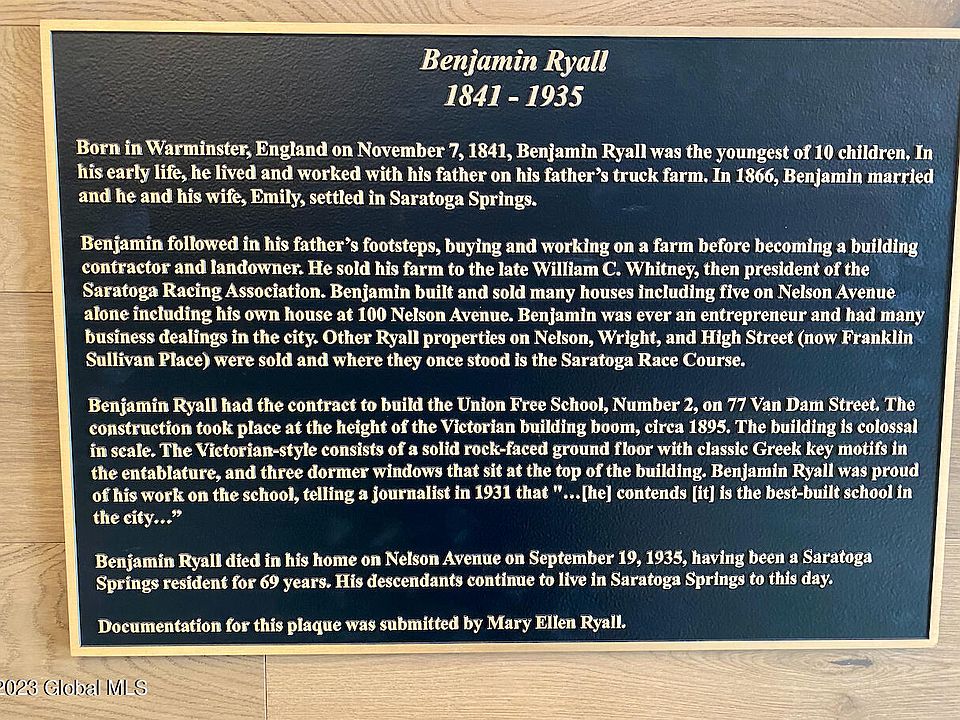 Benjamin Ryall
1841 - 1935
Born in Warminster, England on November 7, 1841, Benjamin Ryall was the youngest of 10 children. In
his early life, he lived and worked with his father on his father's truck farm. In 1866, Benjamin married
and he and his wife, Emily, settled in Saratoga Springs.
Benjamin followed in his father's footsteps, buying and working on a farm before becoming a building
contractor and landowner. He sold his farm to the late William C. Whitney, then president of the
Saratoga Racing Association. Benjamin built and sold many houses including five on Nelson Avenue
alone including his own house at 100 Nelson Avenue. Benjamin was ever an entrepreneur and had many
business dealings in the city. Other Ryall properties on Nelson, Wright, and High Street (now Franklin
Sullivan Place) were sold and where they once stood is the Saratoga Race Course.
Benjamin Ryall had the contract to build the Union Free School, Number 2, on 77 Van Dam Street. The
construction took place at the height of the Victorian building boom, circa 1895. The building is colossal
in scale. The Victorian-style consists of a solid rock-faced ground floor with classic Greek key motifs in
the entablature, and three dormer windows that sit at the top of the building. Benjamin Ryall was proud
of his work on the school, telling a journalist in 1931 that "…[he] contends [it] is the best-built school in
the city…”
Benjamin Ryall died in his home on Nelson Avenue on September 19, 1935, having been a Saratoga
Springs resident for 69 years. His descendants continue to live in Saratoga Springs to this day.
Documentation for this plaque was submitted by Mary Ellen Ryall.
2023 Global MLS